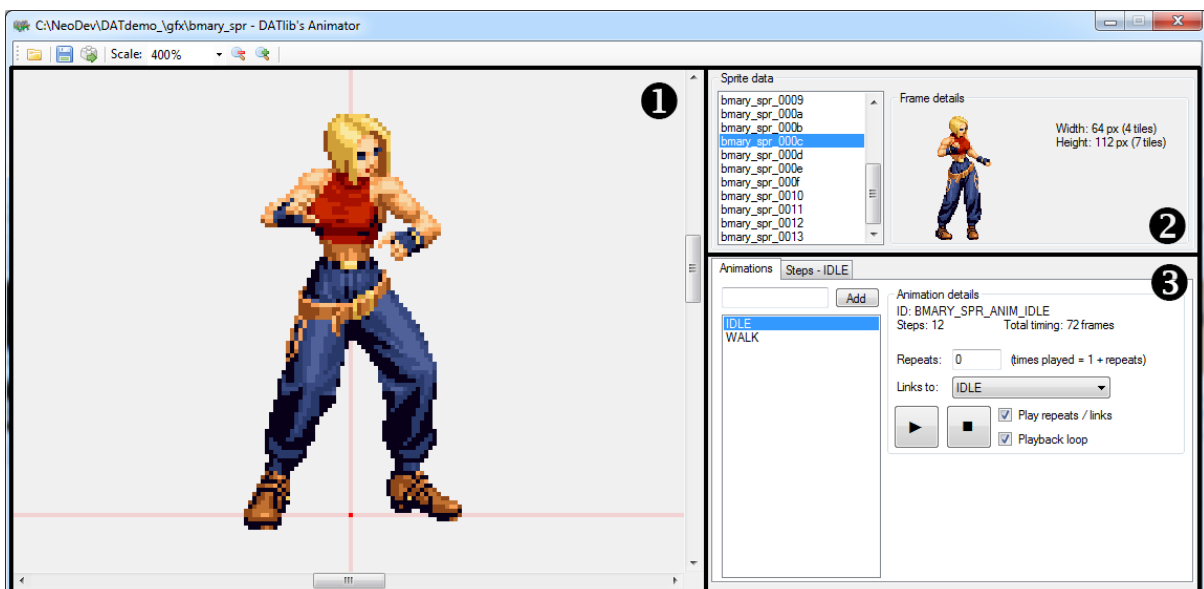 C:\NeoDev\DATdemo_\gfx\bmary_spr - DATlib's Animator
Scale: 400%
1
Sprite data
bmary_spr_0009
bmary_spr_000a
bmary_spr_000b
bmary_spr_000c
bmary_spr_000d
bmary_spr_000e
bmary_spr_000f
bmary_spr_0010
bmary_spr_0011
bmary_spr_0012
bmary_spr_0013
Frame details
Width: 64 px (4 tiles)
Height: 112 px (7 tiles)
2
Animations
Steps - IDLE
3
Add
IDLE
WALK
Animation details
ID: BMARY_SPR_ANIM_IDLE
Steps: 12 Total timing: 72 frames
Repeats: 0 (times played = 1 + repeats)
Links to: IDLE
Play repeats / links
Playback loop